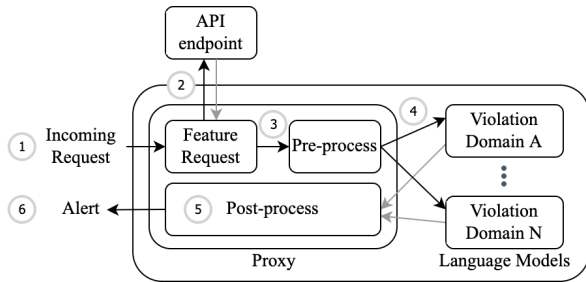 API
endpoint
2
1
Incoming
Request
Feature
Request
3
Pre-process
4
Violation
Domain A
6
Alert
5
Post-process
Violation
Domain N
Proxy
Language Models